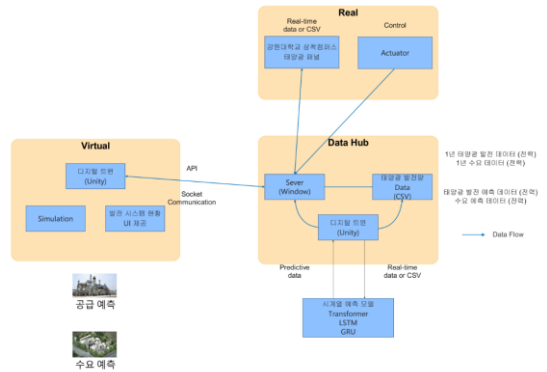 Real
Real-time
data or CSV
Control
강원대학교 삼척캠퍼스
태양광 패널
Actuator
Virtual
디지털 트윈
(Unity)
Simulation
발전 시스템 현황
UI 제공
API
Socket
Communication
Data Hub
Sever
(Window)
태양광 발전량
Data
(CSV)
디지털 트윈
(Unity)
1년 태양광 발전 데이터 (전력)
1년 수요 데이터 (전력)
태양광 발전 예측 데이터 (전력)
수요 예측 데이터 (전력)
Data Flow
Predictive
data
Real-time
data or CSV
시계열 예측 모델
Transformer
LSTM
GRU
공급 예측
수요 예측